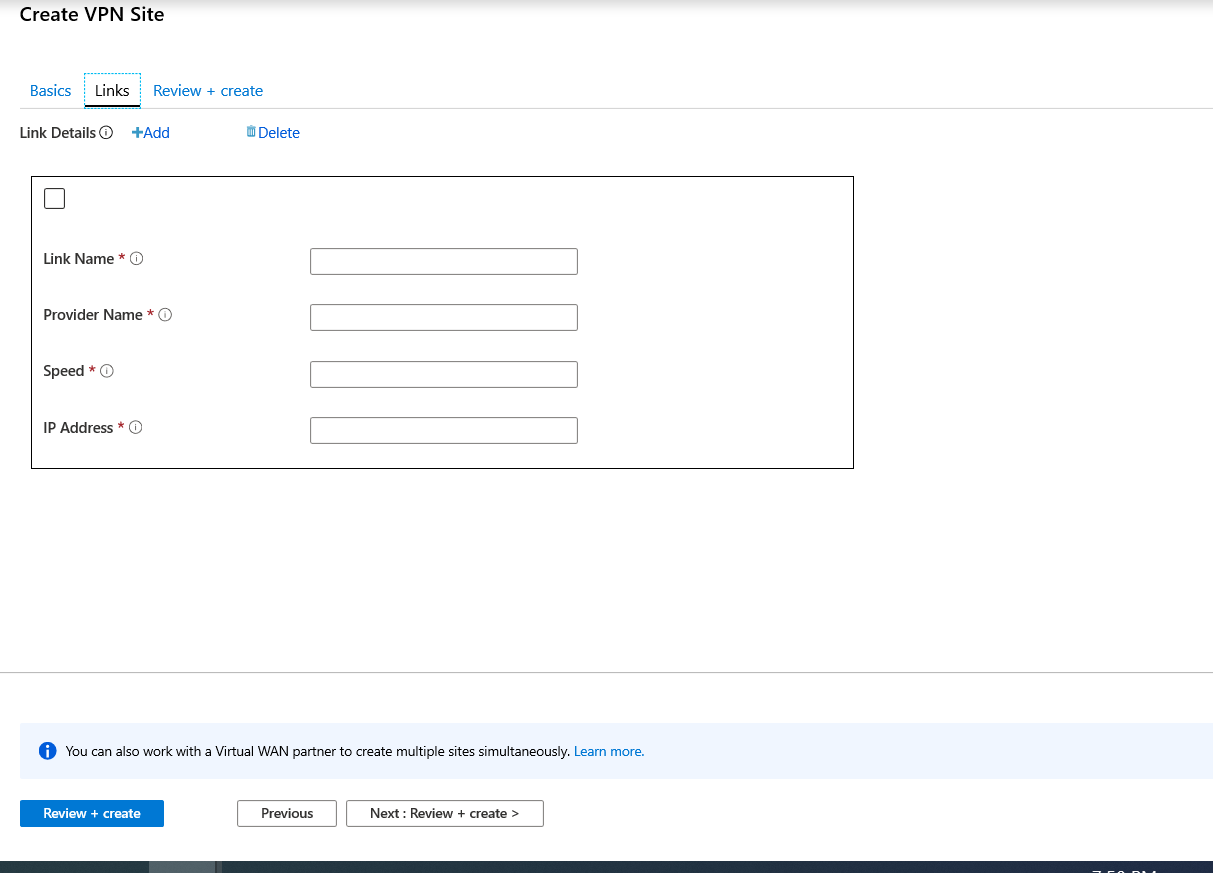 Create VPN Site
Basics Links Review + create
Link Details +Add Delete
Link Name *
Provider Name *
Speed *
IP Address *
You can also work with a Virtual WAN partner to create multiple sites simultaneously. Learn more.
Review + create Previous Next : Review + create >